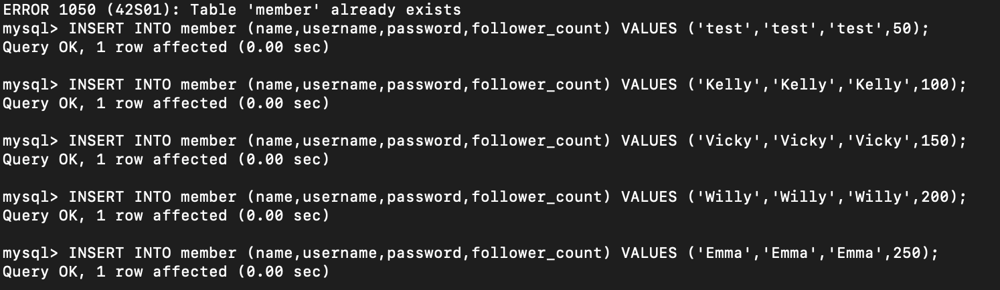 ERROR 1050 (42S01): Table 'member' already exists
mysql> INSERT INTO member (name,username,password,follower_count) VALUES ('test','test','test',50);
Query OK, 1 row affected (0.00 sec)
mysql> INSERT INTO member (name,username,password,follower_count) VALUES ('Kelly','Kelly','Kelly',100);
Query OK, 1 row affected (0.00 sec)
mysql> INSERT INTO member (name,username,password,follower_count) VALUES ('Vicky','Vicky','Vicky',150);
Query OK, 1 row affected (0.00 sec)
mysql> INSERT INTO member (name,username,password,follower_count) VALUES ('Willy','Willy','Willy',200);
Query OK, 1 row affected (0.00 sec)
mysql> INSERT INTO member (name,username,password,follower_count) VALUES ('Emma','Emma','Emma',250);
Query OK, 1 row affected (0.00 sec)